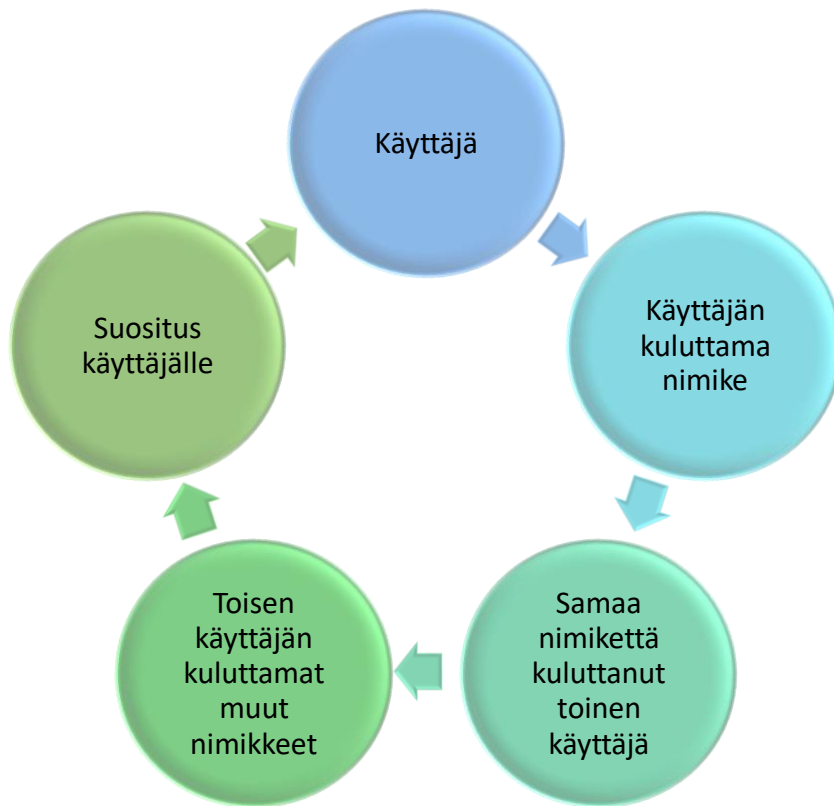 Käyttäjä
Käyttäjän
kuluttama
nimike
Samaa
nimikettä
kuluttanut
toinen
käyttäjä
Toisen
käyttäjän
kuluttamat
muut
nimikkeet
Suositus
käyttäjälle